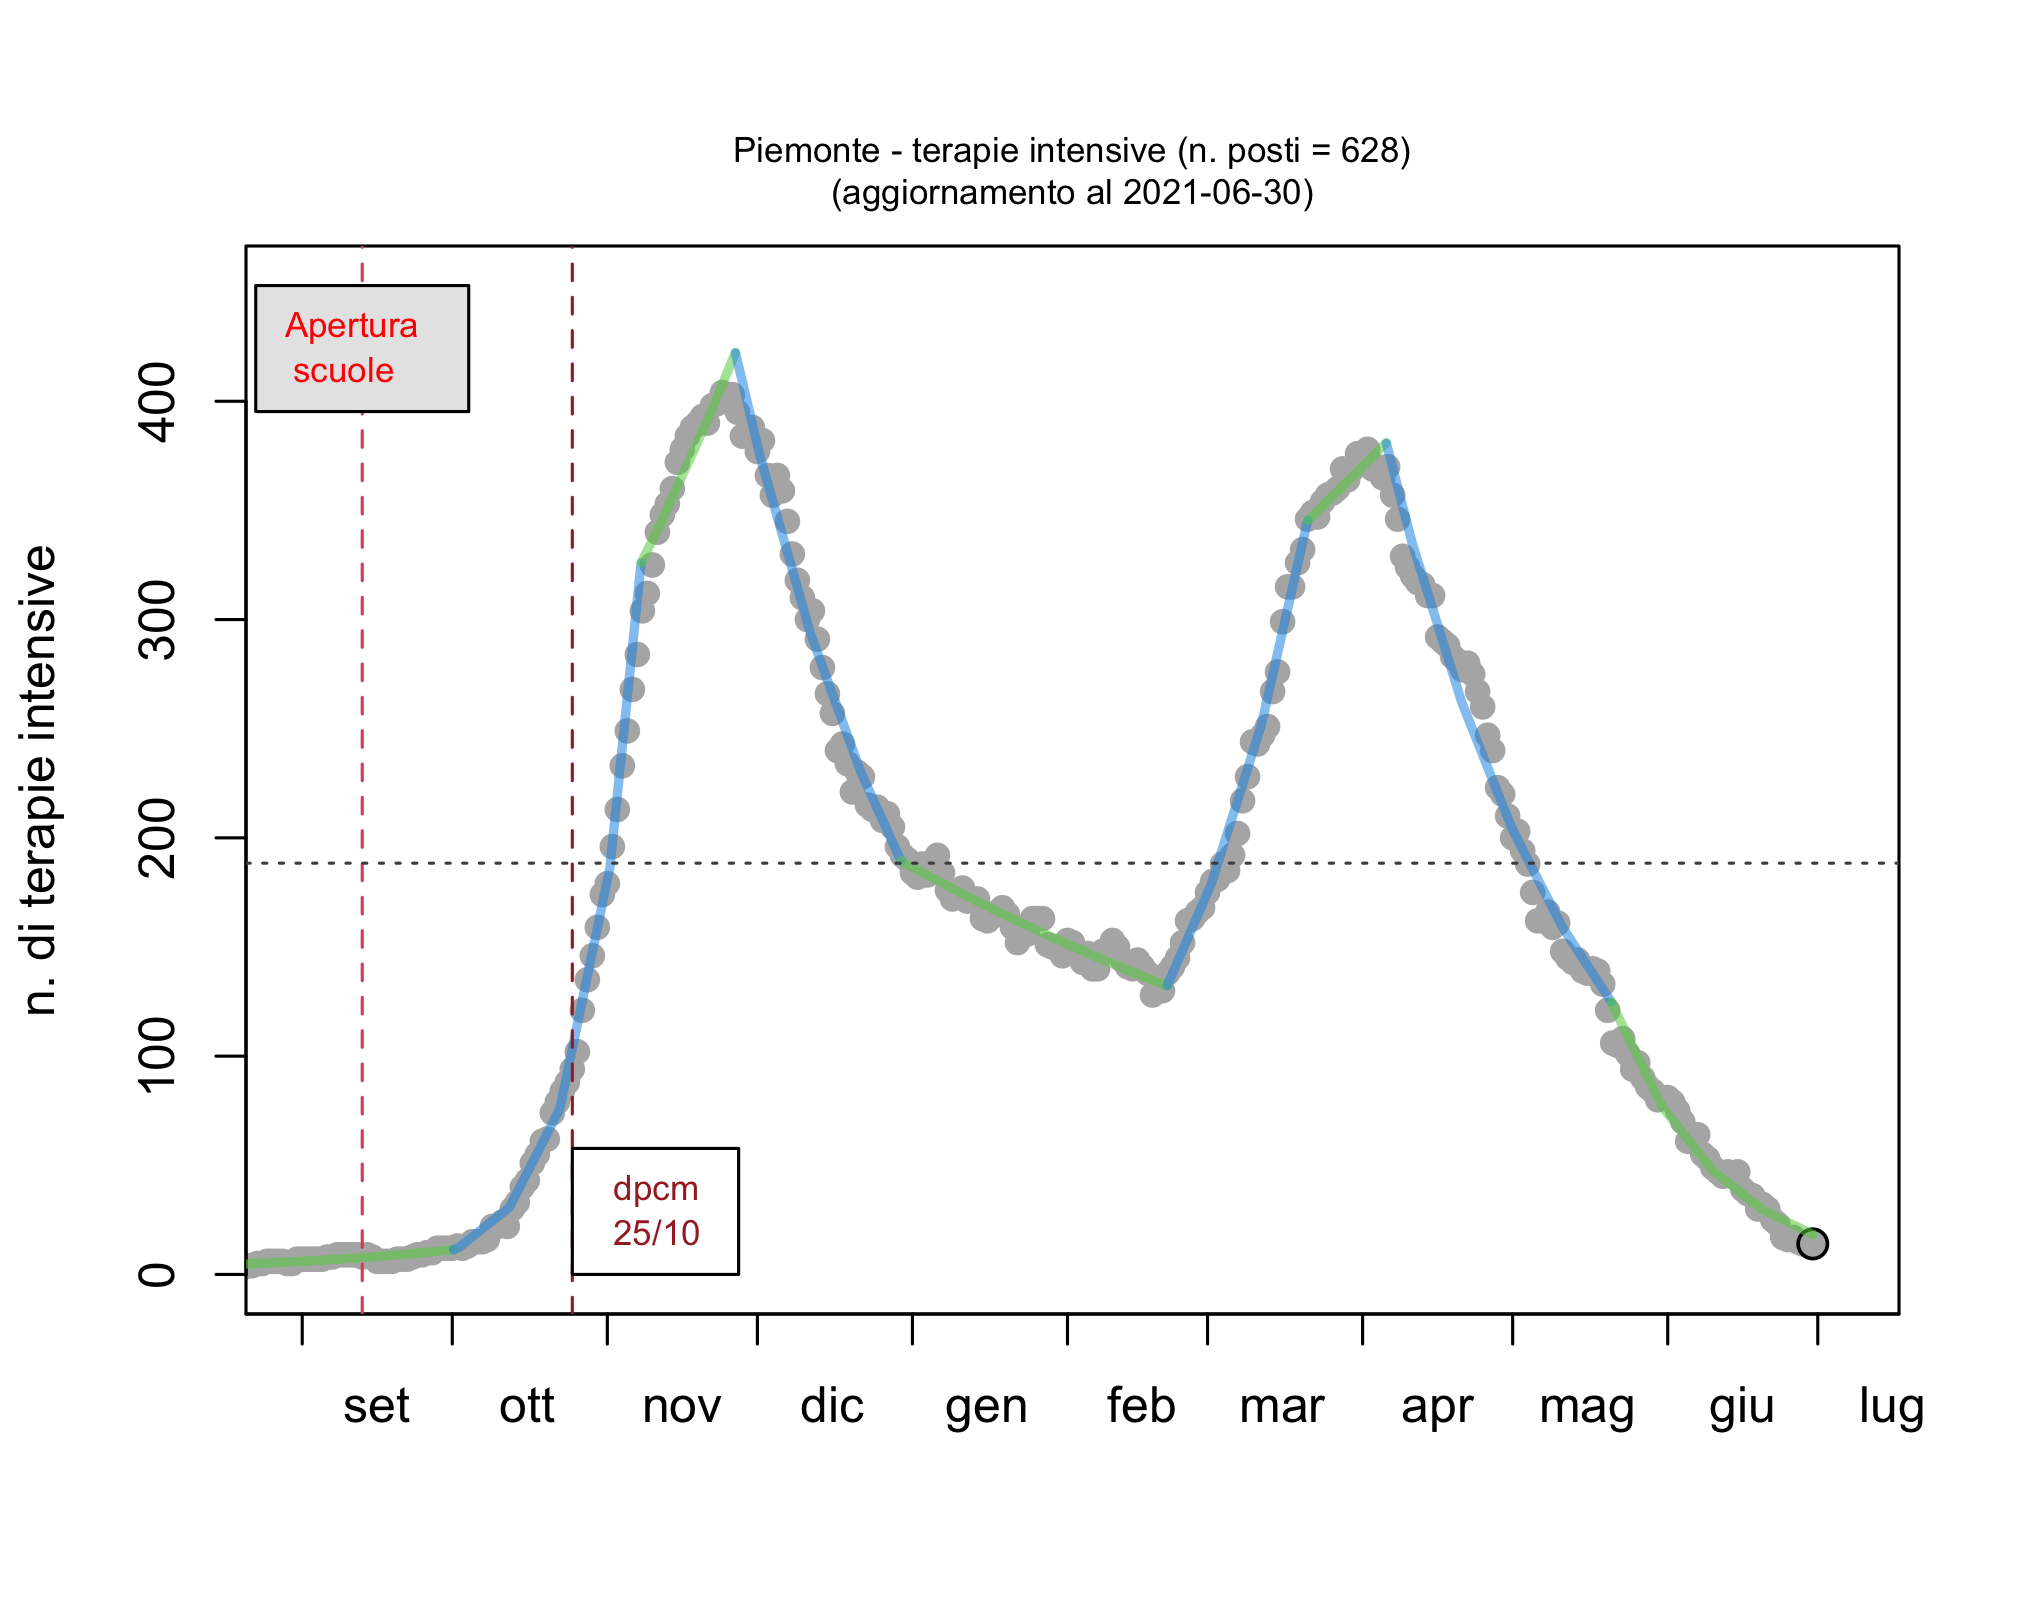 Piemonte - terapie intensive (n. posti = 628)
(aggiornamento al 2021-06-30)
Apertura
scuole
n. di terapie intensive
400
300
200
100
0
dpcm
25/10
set ott nov dic gen feb mar apr mag giu lug